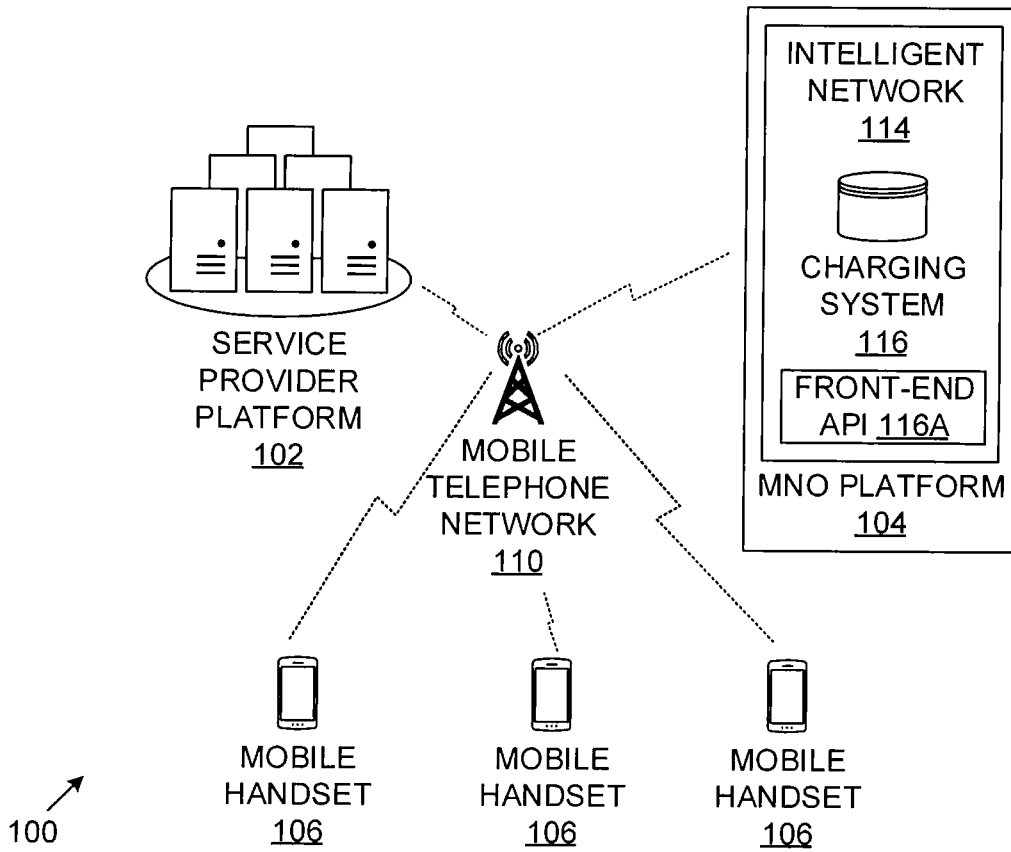 INTELLIGENT
NETWORK
114
CHARGING
SYSTEM
116
FRONT-END
API 116A
MNO PLATFORM
104
SERVICE
PROVIDER
PLATFORM
102
MOBILE
TELEPHONE
NETWORK
110
MOBILE
HANDSET
106
MOBILE
HANDSET
106
MOBILE
HANDSET
106
100